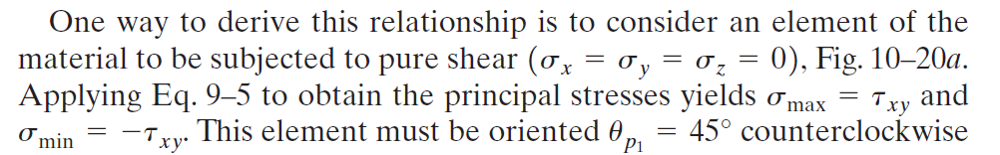 One way to derive this relationship is to consider an element of the
material to be subjected to pure shear (σx = σy = σz = 0), Fig. 10–20a.
Applying Eq. 9–5 to obtain the principal stresses yields σmax = τxy and
σmin = −τxy. This element must be oriented θp1 = 45° counterclockwise